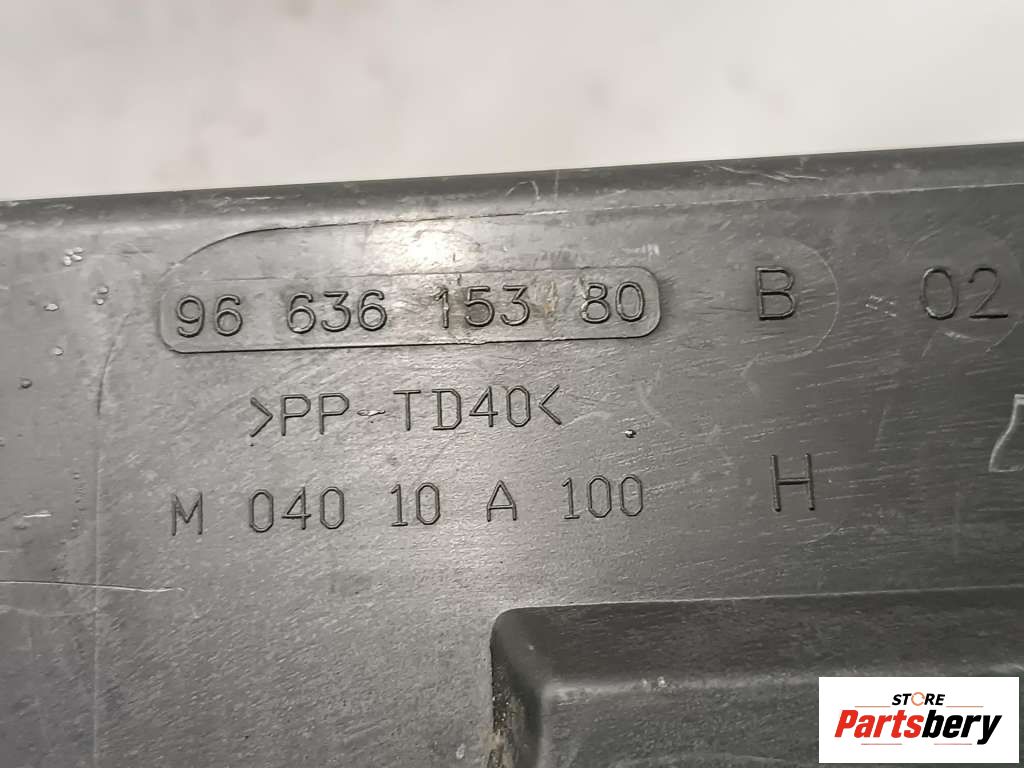 96 636 153 80 B 02
>PP-TD40<
M 040 10 A 100 H
STORE
Partsbery